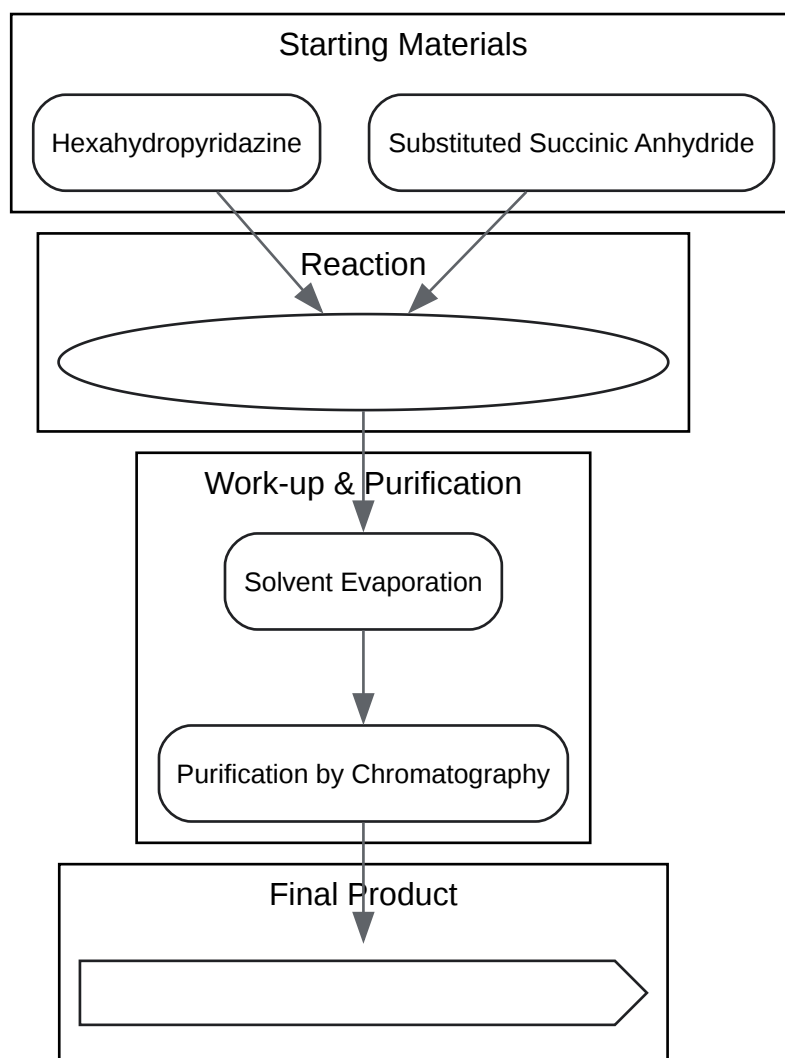 Starting Materials
Hexahydropyridazine
Substituted Succinic Anhydride
Reaction
Work-up & Purification
Solvent Evaporation
Purification by Chromatography
Final Product